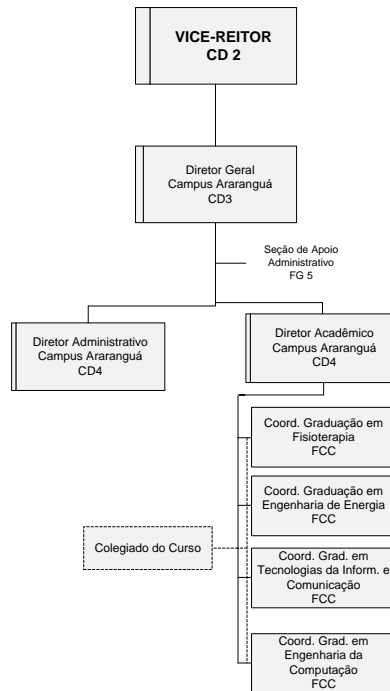 VICE-REITOR
CD 2
Diretor Geral
Campus Araranguá
CD3
Seção de Apoio
Administrativo
FG 5
Diretor Administrativo
Campus Araranguá
CD4
Diretor Acadêmico
Campus Araranguá
CD4
Coord. Graduação em
Fisioterapia
FCC
Coord. Graduação em
Engenharia de Energia
FCC
Colegiado do Curso
Coord. Grad. em
Tecnologias da Inform. e
Comunicação
FCC
Coord. Grad. em
Engenharia da
Computação
FCC